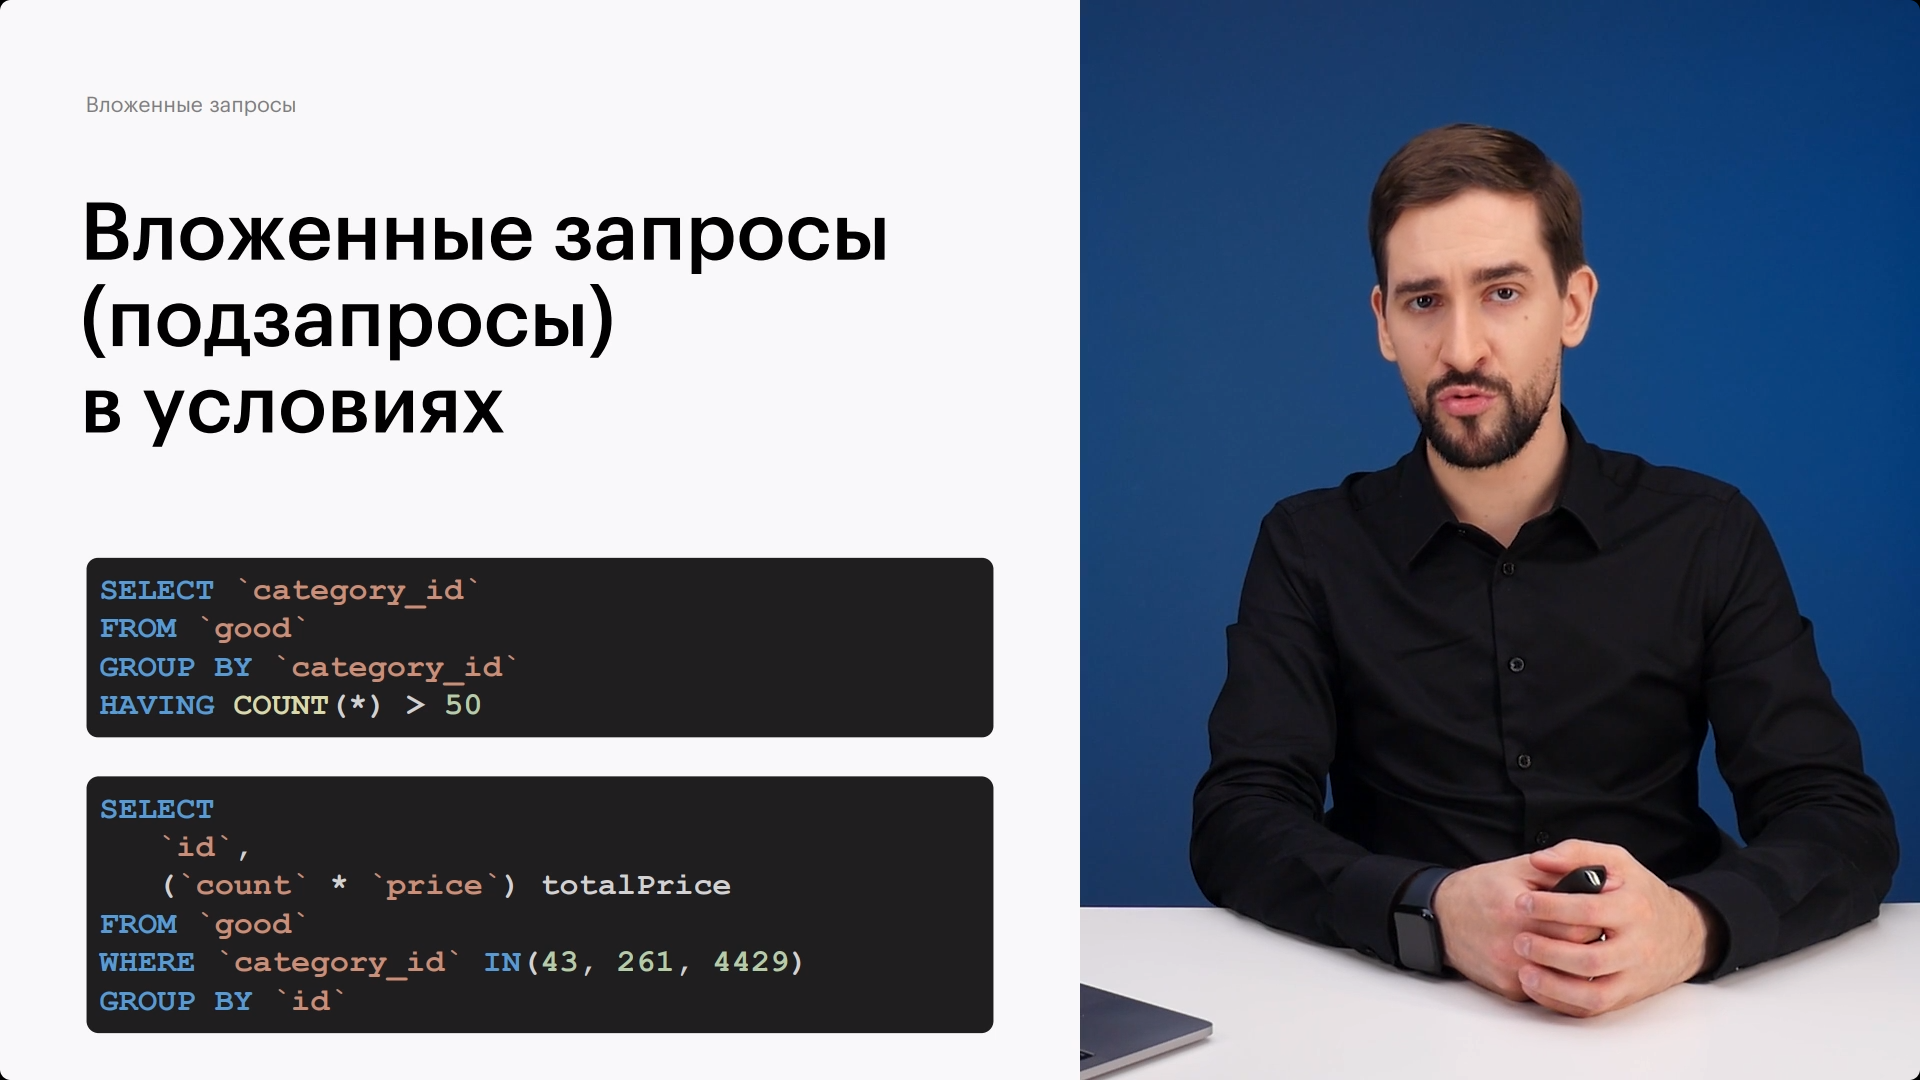 Вложенные запросы
Вложенные запросы
(подзапросы)
в условиях
SELECT `category_id`
FROM `good`
GROUP BY `category_id`
HAVING COUNT(*) > 50
SELECT
`id`,
(`count` * `price`) totalPrice
FROM `good`
WHERE `category_id` IN(43, 261, 4429)
GROUP BY `id`